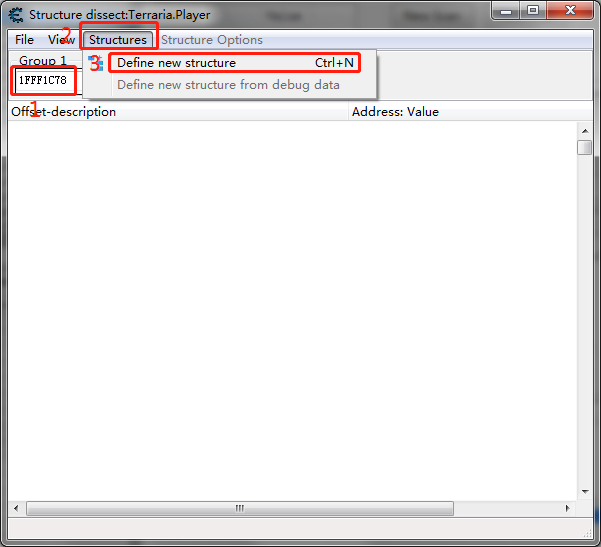 Structure dissect:Terraria.Player
File View Structures Structure Options
2
Group 1
3
Define new structure Ctrl+N
1FFF1C78
Define new structure from debug data
1
Offset-description Address: Value